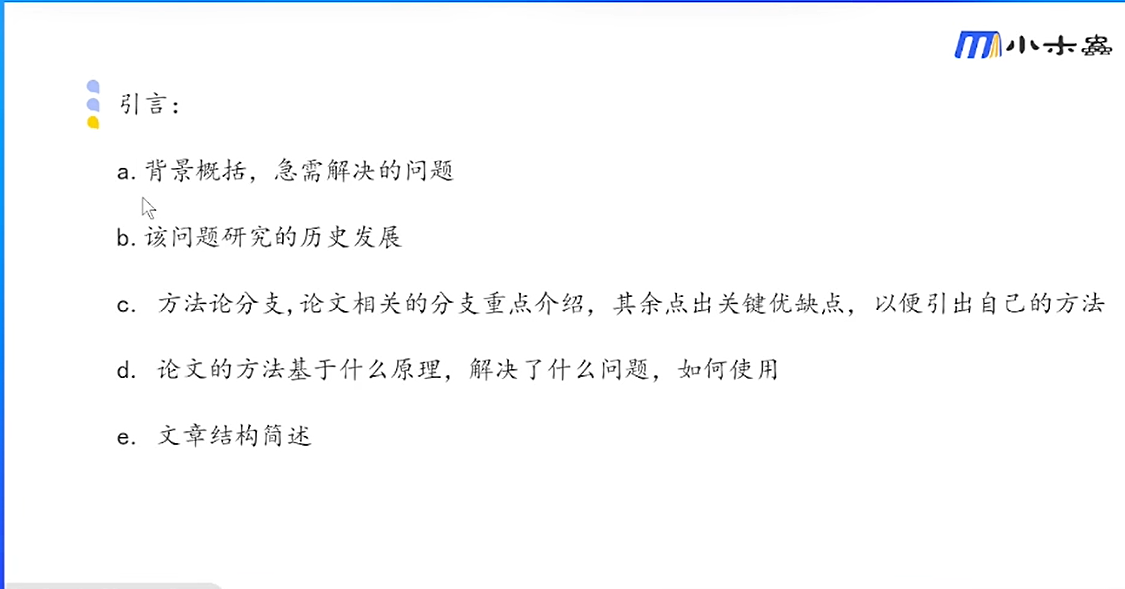 小木虫
引言：
a. 背景概括，急需解决的问题
b. 该问题研究的历史发展
c. 方法论分支,论文相关的分支重点介绍，其余点出关键优缺点，以便引出自己的方法
d. 论文的方法基于什么原理，解决了什么问题，如何使用
e. 文章结构简述